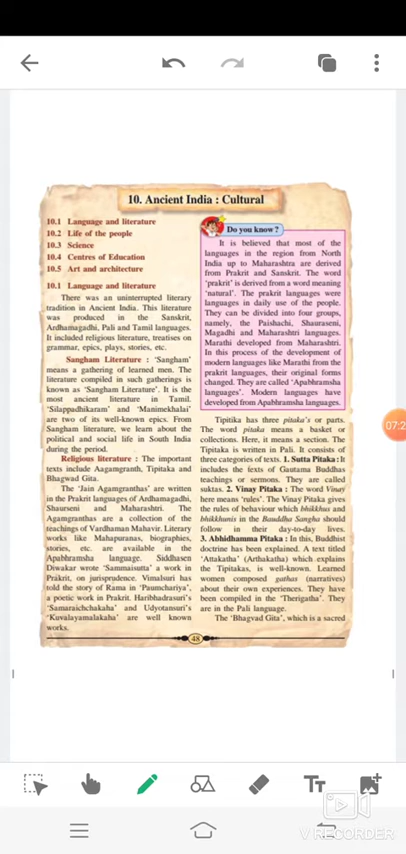 10. Ancient India : Cultural
10.1 Language and literature
10.2 Life of the people
10.3 Science
10.4 Centres of Education
10.5 Art and architecture
10.1 Language and literature
There was an uninterrupted literary
tradition in Ancient India. This literature
was produced in the Sanskrit,
Ardhamagadhi, Pali and Tamil languages.
It included religious literature, treatises on
grammar, epics, plays, stories, etc.
Sangham Literature : 'Sangham'
means a gathering of learned men. The
literature compiled in such gatherings is
known as 'Sangham Literature'. It is the
most ancient literature in Tamil.
'Silappadhikaram' and 'Manimekhalai'
are two of its well-known epics. From
Sangham literature, we learn about the
political and social life in South India
during the period.
Religious literature : The important
texts include Aagamgranth, Tipitaka and
Bhagwad Gita.
The 'Jain Agamgranthas' are written
in the Prakrit languages of Ardhamagadhi,
Shaurseni and Maharashtri. The
Agamgranthas are a collection of the
teachings of Vardhaman Mahavir. Literary
works like Mahapuranas, biographies,
stories, etc. are available in the
Apabhramsha language. Siddhasen
Diwakar wrote 'Sammaisutta' a work in
Prakrit, on jurisprudence. Vimalsuri has
told the story of Rama in 'Paumchariya',
a poetic work in Prakrit. Haribhadrasuri's
'Samaraichchakaha' and Udyotansuri's
'Kuvalayamalakaha' are well known
works.
Do you know ?
It is believed that most of the
languages in the region from North
India up to Maharashtra are derived
from Prakrit and Sanskrit. The word
'prakrit' is derived from a word meaning
'natural'. The prakrit languages were
languages in daily use of the people.
They can be divided into four groups,
namely, the Paishachi, Shauraseni,
Magadhi and Maharashtri languages.
Marathi developed from Maharashtri.
In this process of the development of
modern languages like Marathi from the
prakrit languages, their original forms
changed. They are called 'Apabhramsha
languages'. Modern languages have
developed from Apabhramsha languages.
Tipitika has three pitaka's or parts.
The word pitaka means a basket or
collections. Here, it means a section. The
Tipitaka is written in Pali. It consists of
three categories of texts. 1. Sutta Pitaka : It
includes the texts of Gautama Buddhas
teachings or sermons. They are called
suktas. 2. Vinay Pitaka : The word Vinay
here means 'rules'. The Vinay Pitaka gives
the rules of behaviour which bhikkhus and
bhikkhunis in the Bauddha Sangha should
follow in their day-to-day lives.
3. Abhidhamma Pitaka : In this, Buddhist
doctrine has been explained. A text titled
'Attakatha' (Arthakatha) which explains
the Tipitakas, is well-known. Learned
women composed gathas (narratives)
about their own experiences. They have
been compiled in the 'Therigatha'. They
are in the Pali language.
The 'Bhagvad Gita', which is a sacred
48
07:2
Tt
V RECORDER